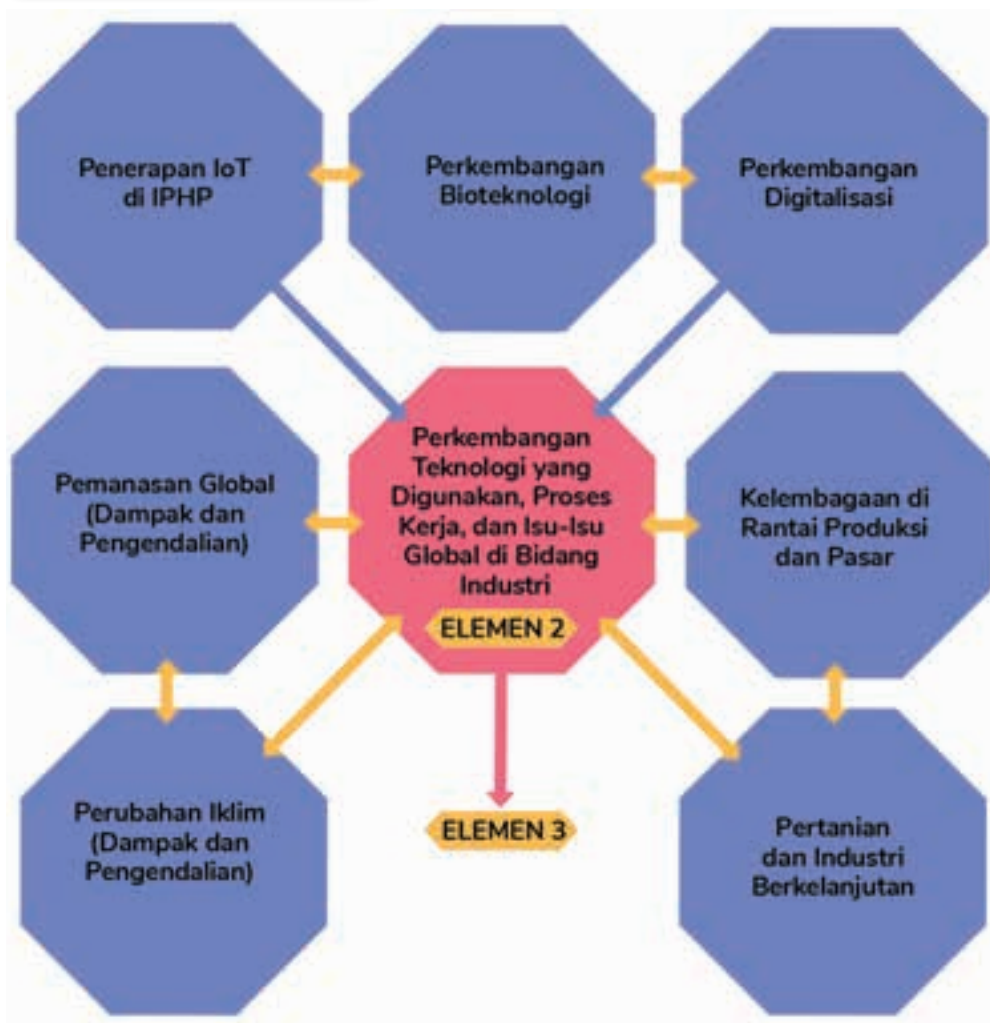 Penerapan IoT
di IPHP
Perkembangan
Bioteknologi
Perkembangan
Digitalisasi
Pemanasan Global
(Dampak dan
Pengendalian)
Perkembangan
Teknologi yang
Digunakan, Proses
Kerja, dan Isu-Isu
Global di Bidang
Industri
ELEMEN 2
Kelembagaan di
Rantai Produksi
dan Pasar
Perubahan Iklim
(Dampak dan
Pengendalian)
ELEMEN 3
Pertanian
dan Industri
Berkelanjutan